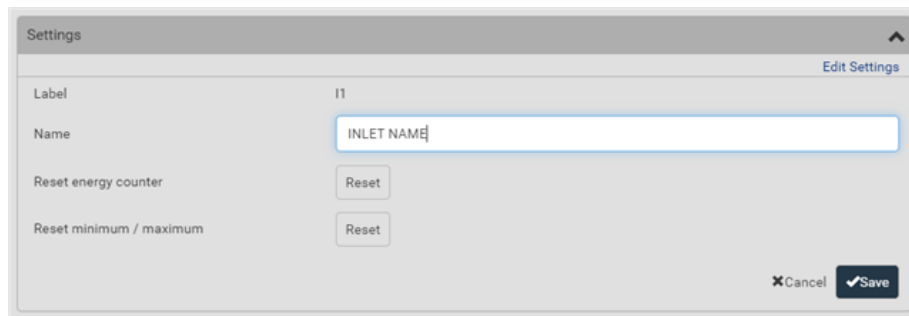 Settings
Edit Settings
Label I1
Name INLET NAME
Reset energy counter Reset
Reset minimum / maximum Reset
Cancel Save